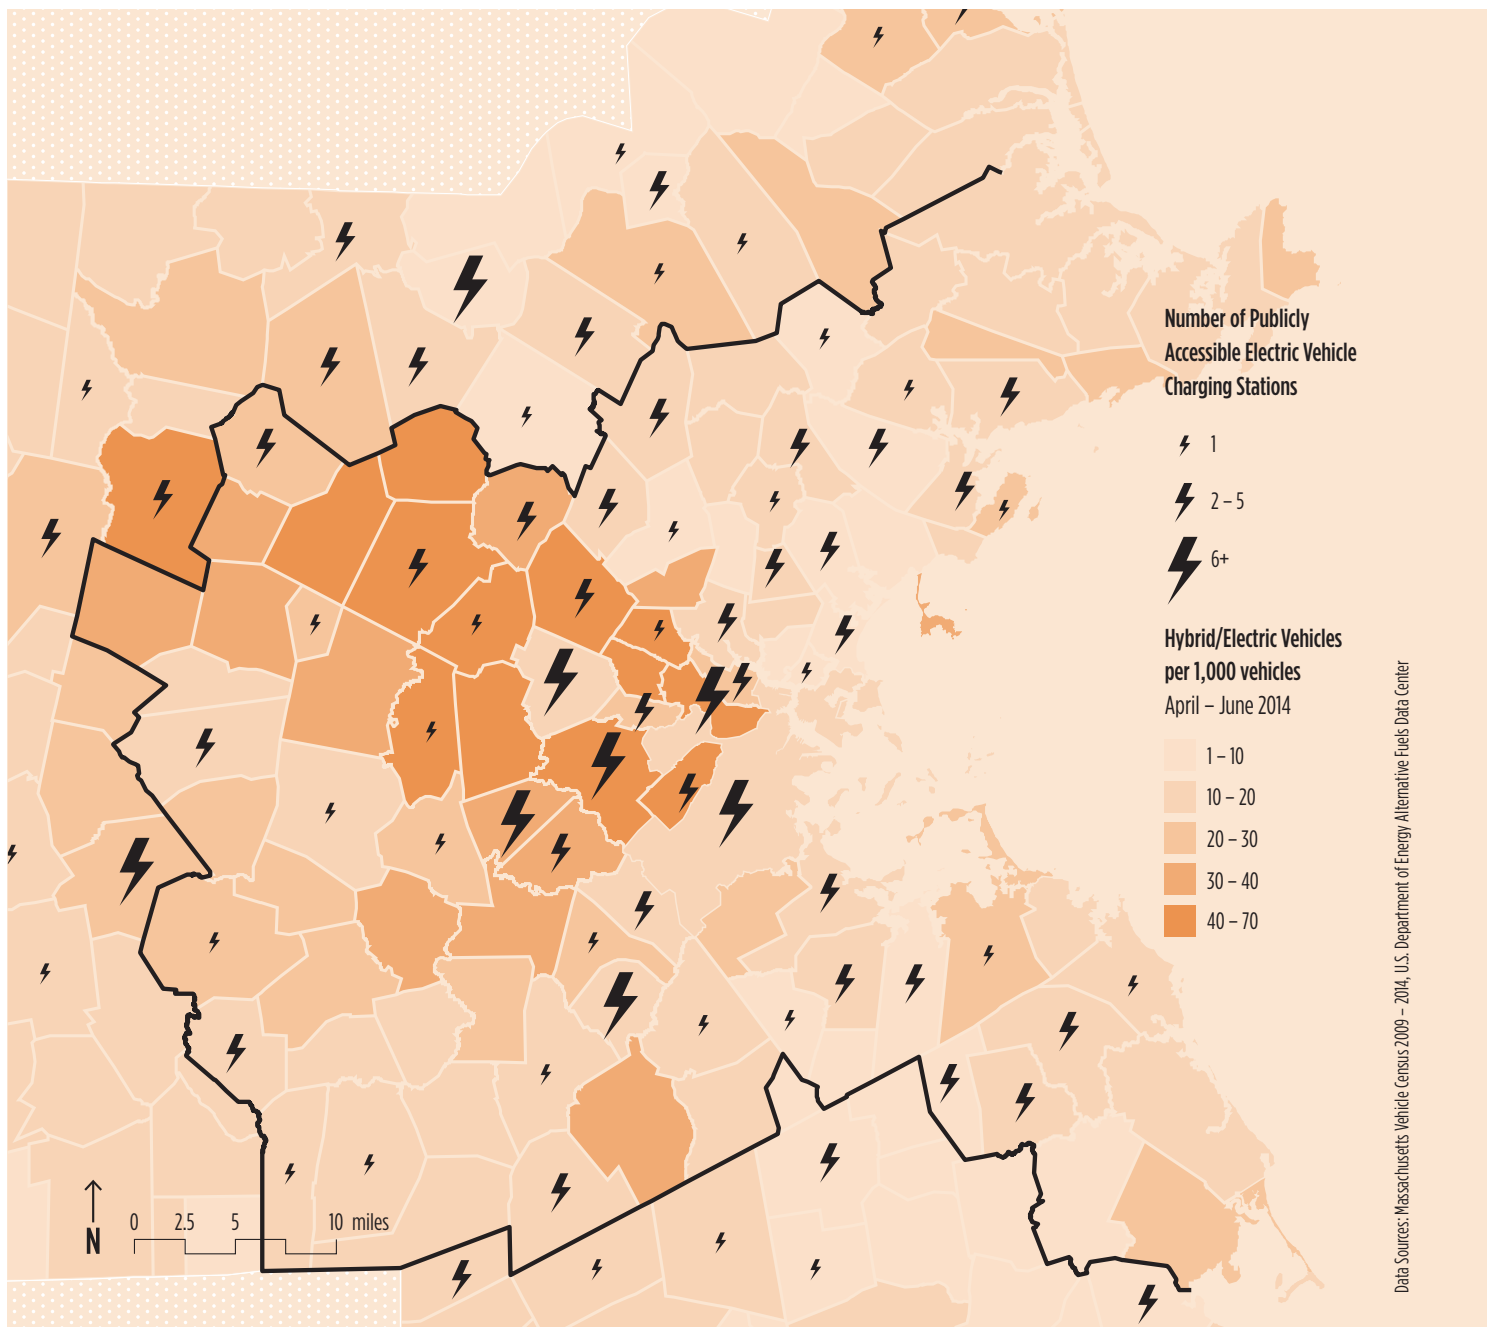 Number of Publicly
Accessible Electric Vehicle
Charging Stations
1
2 – 5
6+
Hybrid/Electric Vehicles
per 1,000 vehicles
April – June 2014
1 – 10
10 – 20
20 – 30
30 – 40
40 – 70
N
0 2.5 5 10 miles
Data Sources: Massachusetts Vehicle Census 2009 – 2014, U.S. Department of Energy Alternative Fuels Data Center